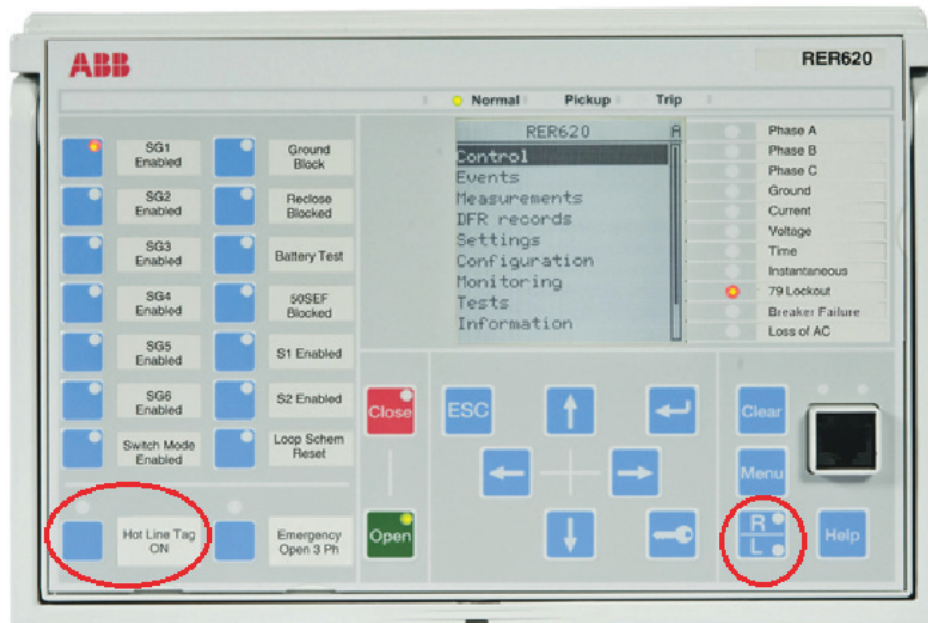 ABB
RER620
Normal Pickup Trip
SG1
Enabled
Ground
Block
SG2
Enabled
Reclose
Blocked
SG3
Enabled
Battery Test
SG4
Enabled
50SEF
Blocked
SG5
Enabled
S1 Enabled
SG6
Enabled
S2 Enabled
Switch Mode
Enabled
Loop Schem
Reset
Hot Line Tag
ON
Emergency
Open 3 Ph
RER620 A
Control
Events
Measurements
DFR records
Settings
Configuration
Monitoring
Tests
Information
Phase A
Phase B
Phase C
Ground
Current
Voltage
Time
Instantaneous
79 Lockout
Breaker Failure
Loss of AC
Close
Open
ESC
Clear
Menu
R
L
Help